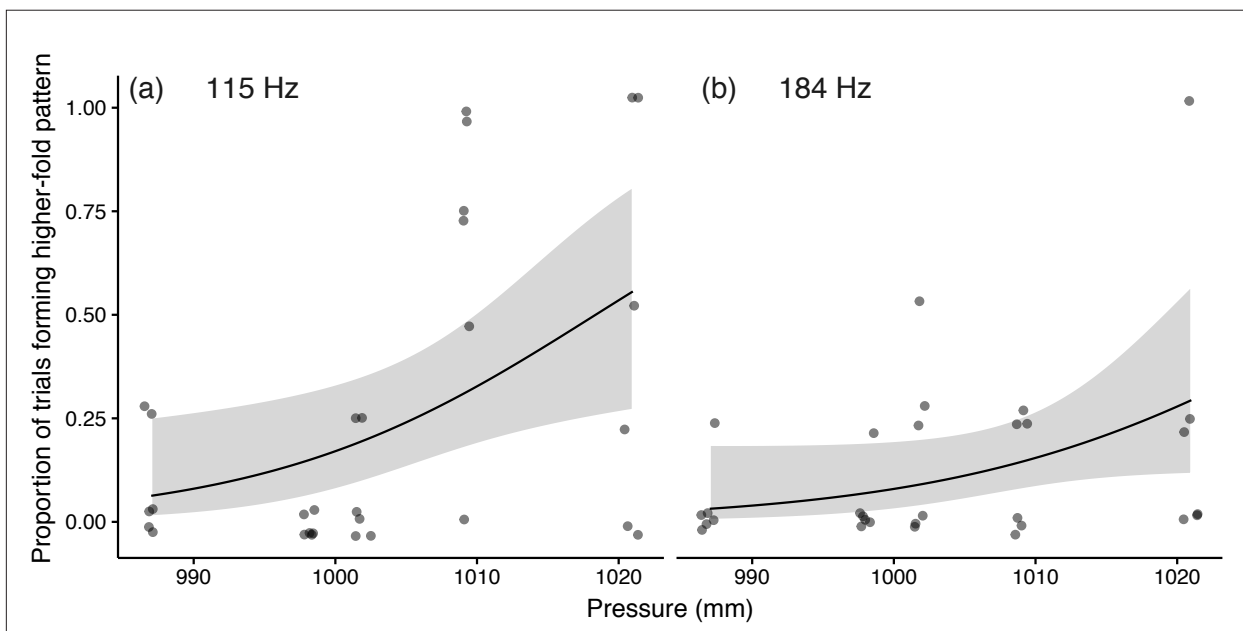 Proportion of trials forming higher-fold pattern
(a) 115 Hz
(b) 184 Hz
1.00
0.75
0.50
0.25
0.00
990 1000 1010 1020
990 1000 1010 1020
Pressure (mm)